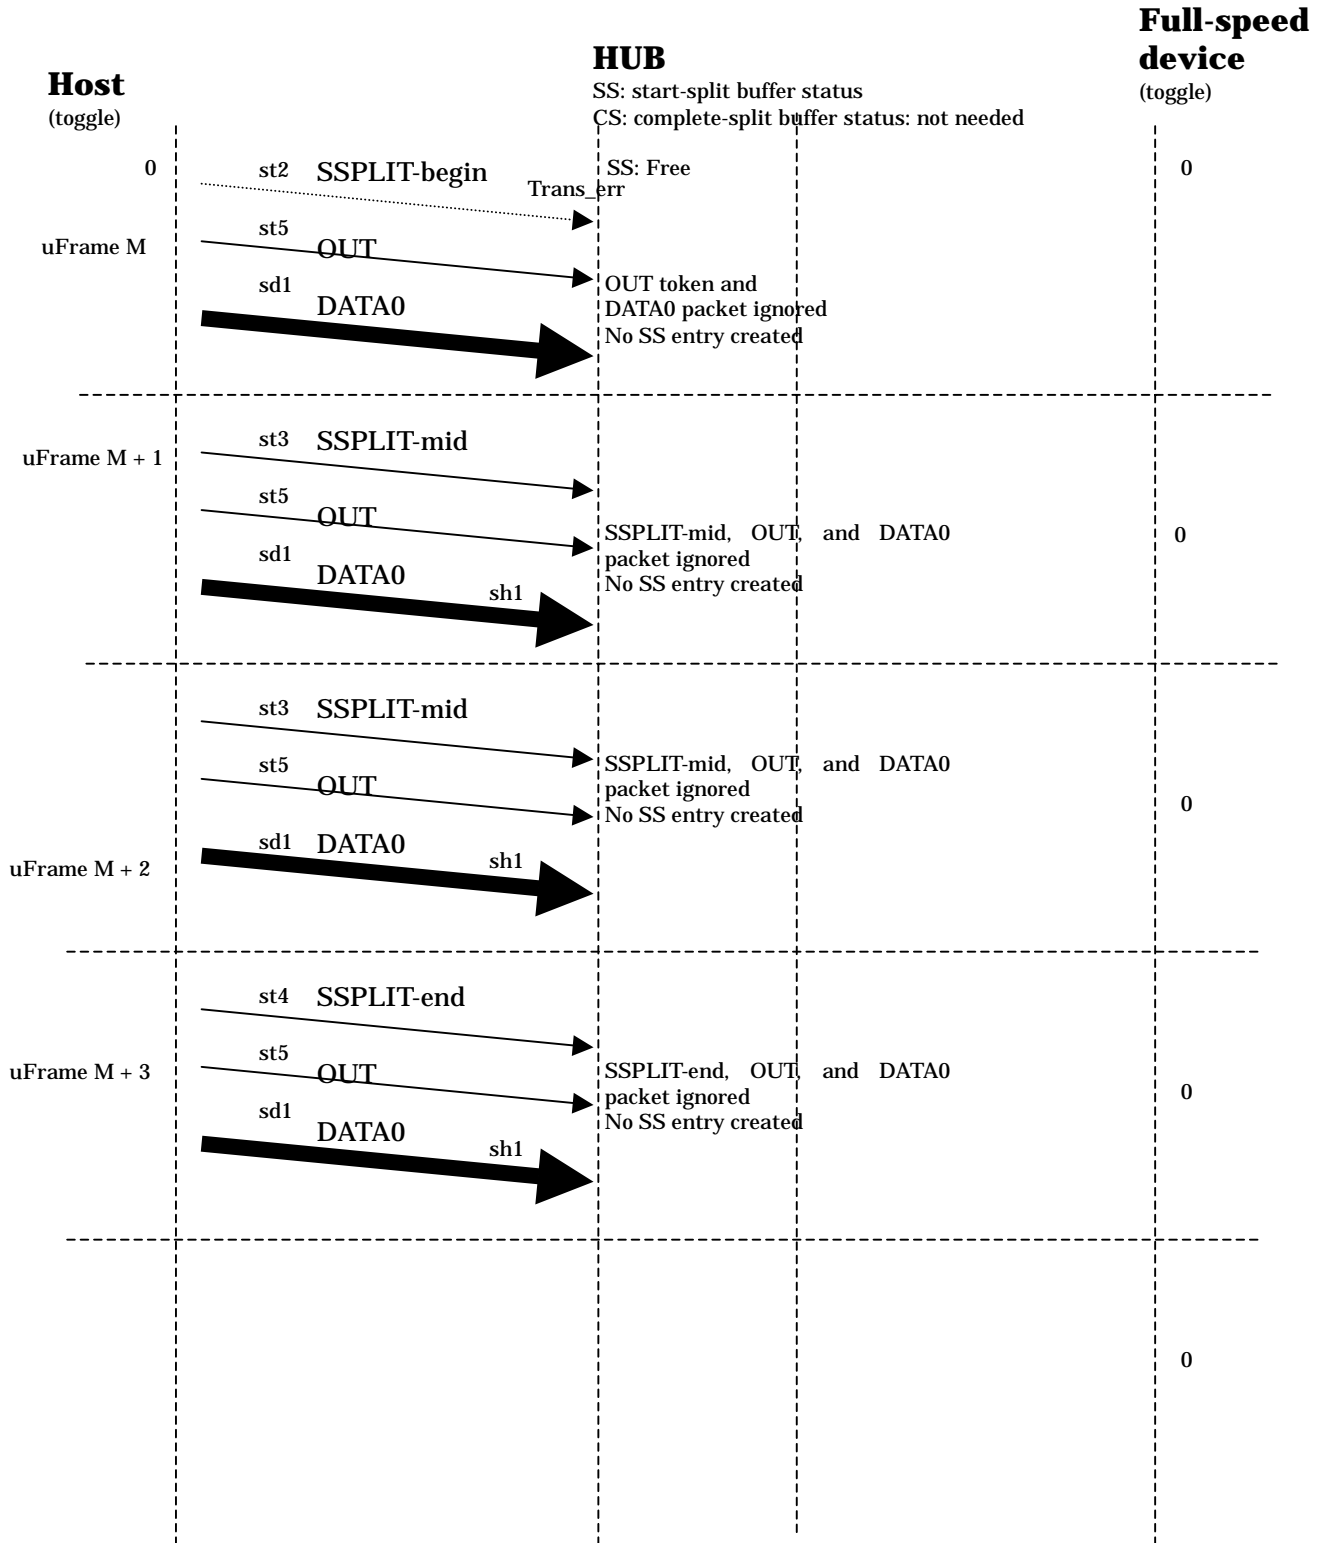 Full-speed
device
(toggle)
HUB
SS: start-split buffer status
CS: complete-split buffer status: not needed
Host
(toggle)
0
st2
SSPLIT-begin
Trans_err
SS: Free
0
uFrame M
st5
OUT
sd1
DATA0
OUT token and
DATA0 packet ignored
No SS entry created
uFrame M + 1
st3
SSPLIT-mid
st5
OUT
sd1
DATA0
sh1
SSPLIT-mid, OUT, and DATA0
packet ignored
No SS entry created
0
st3
SSPLIT-mid
st5
OUT
sd1
DATA0
sh1
uFrame M + 2
SSPLIT-mid, OUT, and DATA0
packet ignored
No SS entry created
0
st4
SSPLIT-end
uFrame M + 3
st5
OUT
sd1
DATA0
sh1
SSPLIT-end, OUT, and DATA0
packet ignored
No SS entry created
0
0